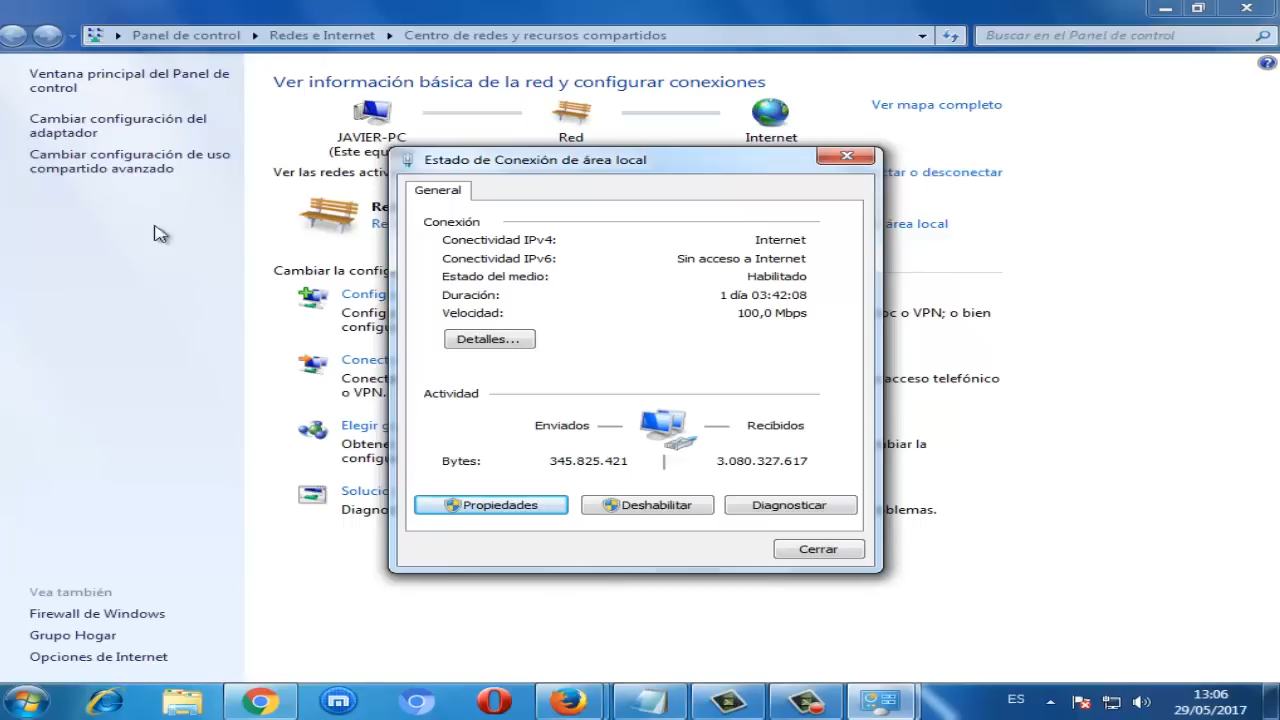 Panel de control
Redes e Internet
Centro de redes y recursos compartidos
Buscar en el Panel de control
Ventana principal del Panel de
control
Cambiar configuración del
adaptador
Cambiar configuración de uso
compartido avanzado
Ver información básica de la red y configurar conexiones
Ver mapa completo
JAVIER-PC
(Este equ
Red
Internet
Ver las redes activ
ctar o desconectar
Re
Re
área local
Cambiar la config
Config
Config
configu
oc o VPN; o bien
Conect
Conect
o VPN.
acceso telefónico
Elegir g
Obtene
configu
biar la
Solucio
Diagno
blemas.
Estado de Conexión de área local
General
Conexión
Conectividad IPv4: Internet
Conectividad IPv6: Sin acceso a Internet
Estado del medio: Habilitado
Duración: 1 día 03:42:08
Velocidad: 100,0 Mbps
Detalles...
Actividad
Enviados
Recibidos
Bytes: 345.825.421 3.080.327.617
Propiedades
Deshabilitar
Diagnosticar
Cerrar
Vea también
Firewall de Windows
Grupo Hogar
Opciones de Internet
ES
13:06
29/05/2017